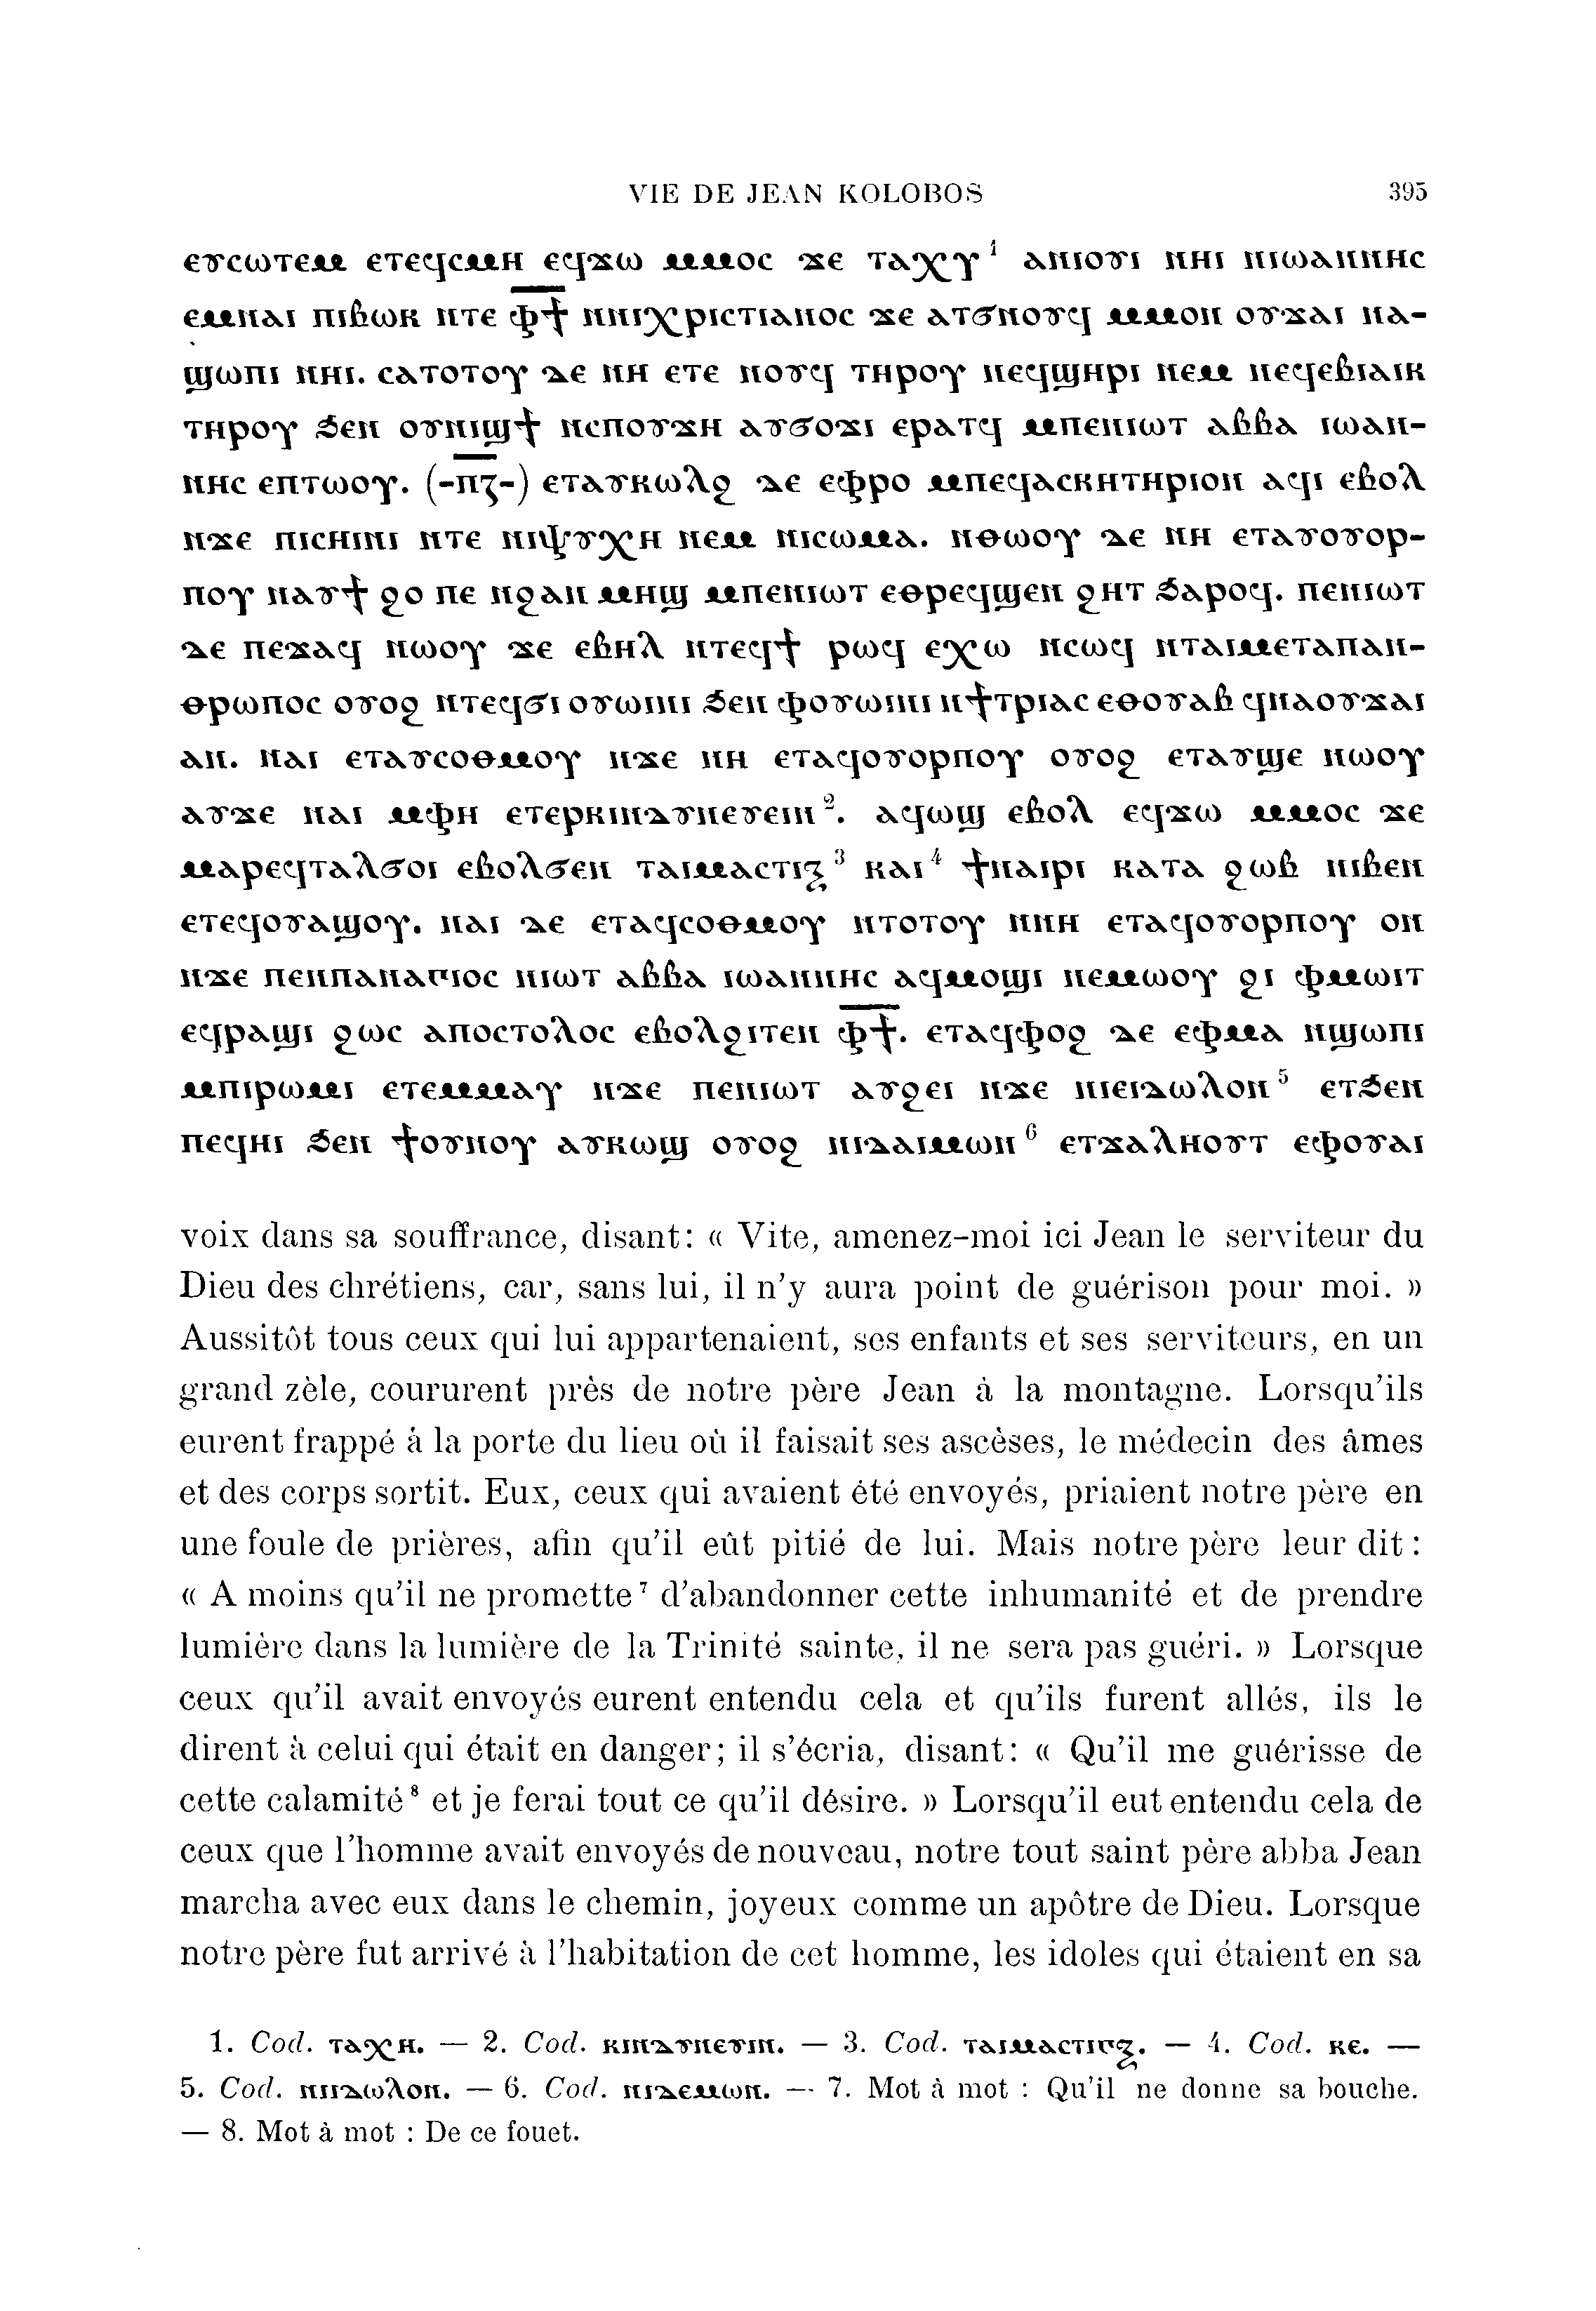 VIE DE JEAN KOLOBOS 395
ⲉⲩⲥⲱⲧⲉⲙ ⲉⲧⲉϥⲥⲙⲏ ⲉϥϫⲱ ⲙⲙⲟⲥ ϫⲉ ⲧⲁⲭⲩ¹ ⲁⲛⲓⲟⲩⲓ ⲛⲏⲓ ⲛⲓⲱⲁⲛⲛⲏⲥ
ⲉⲙⲛⲁⲓ ⲡⲓⲃⲱⲕ ⲛⲧⲉ ⲫ̅ϯ̅ ⲛⲛⲓⲭⲣⲓⲥⲧⲓⲁⲛⲟⲥ ϫⲉ ⲁⲧϭⲛⲟⲩϥ ⲙⲙⲟⲛ ⲟⲩϫⲁⲓ ⲛⲁ-
ϣⲱⲡⲓ ⲛⲏⲓ. ⲥⲁⲧⲟⲧⲟⲩ ⲇⲉ ⲛⲏ ⲉⲧⲉ ⲛⲟⲩϥ ⲧⲏⲣⲟⲩ ⲛⲉϥϣⲏⲣⲓ ⲛⲉⲙ ⲛⲉϥⲉⲃⲓⲁⲓⲕ
ⲧⲏⲣⲟⲩ ϧⲉⲛ ⲟⲩⲛⲓϣϯ ⲛⲥⲡⲟⲩⲇⲏ ⲁⲩϭⲟϫⲓ ⲉⲣⲁⲧϥ ⲙⲡⲉⲛⲓⲱⲧ ⲁⲃⲃⲁ ⲓⲱⲁⲛ-
ⲛⲏⲥ ⲉⲡⲧⲱⲟⲩ. (-ⲡ̅ⲍ̅-) ⲉⲧⲁⲩⲕⲱⲗϩ ⲇⲉ ⲉⲫⲣⲟ ⲙⲡⲉϥⲁⲥⲕⲏⲧⲏⲣⲓⲟⲛ ⲁϥⲓ ⲉⲃⲟⲗ
ⲛϫⲉ ⲡⲓⲥⲏⲓⲛⲓ ⲛⲧⲉ ⲛⲓⲯⲩⲭⲏ ⲛⲉⲙ ⲛⲓⲥⲱⲙⲁ. ⲛⲑⲱⲟⲩ ⲇⲉ ⲛⲏ ⲉⲧⲁⲩⲟⲩⲟⲣ-
ⲡⲟⲩ ⲛⲁⲩϯ ϩⲟ ⲡⲉ ⲛϩⲁⲛ ⲙⲏϣ ⲙⲡⲉⲛⲓⲱⲧ ⲉⲑⲣⲉϥϣⲉⲛ ϩⲏⲧ ϧⲁⲣⲟϥ. ⲡⲉⲛⲓⲱⲧ
ⲇⲉ ⲡⲉϫⲁϥ ⲛⲱⲟⲩ ϫⲉ ⲉⲃⲏⲗ ⲛⲧⲉϥϯ ⲣⲱϥ ⲉⲭⲱ ⲛⲥⲱϥ ⲛⲧⲁⲓⲙⲉⲧⲁⲡⲁⲛ-
ⲑⲣⲱⲡⲟⲥ ⲟⲩⲟϩ ⲛⲧⲉϥϭⲓ ⲟⲩⲱⲓⲛⲓ ϧⲉⲛ ⲫⲟⲩⲱⲓⲛⲓ ⲛϯⲧⲣⲓⲁⲥ ⲉⲑⲟⲩⲁⲃ ϥⲛⲁⲟⲩϫⲁⲓ
ⲁⲛ. ⲛⲁⲓ ⲉⲧⲁⲩⲥⲟⲑⲙⲟⲩ ⲛϫⲉ ⲛⲏ ⲉⲧⲁϥⲟⲩⲟⲣⲡⲟⲩ ⲟⲩⲟϩ ⲉⲧⲁⲩϣⲉ ⲛⲱⲟⲩ
ⲁⲩϫⲉ ⲛⲁⲓ ⲙⲫⲏ ⲉⲧⲉⲣⲕⲓⲛⲇⲩⲛⲉⲩⲉⲓⲛ². ⲁϥⲱϣ ⲉⲃⲟⲗ ⲉϥϫⲱ ⲙⲙⲟⲥ ϫⲉ
ⲙⲁⲣⲉϥⲧⲁⲗϭⲟⲓ ⲉⲃⲟⲗϭⲉⲛ ⲧⲁⲓⲙⲁⲥⲧⲓⲝ³ ⲕⲁⲓ⁴ ϯⲛⲁⲓⲣⲓ ⲕⲁⲧⲁ ϩⲱⲃ ⲛⲓⲃⲉⲛ
ⲉⲧⲉϥⲟⲩⲁϣⲟⲩ. ⲛⲁⲓ ⲇⲉ ⲉⲧⲁϥⲥⲟⲑⲙⲟⲩ ⲛⲧⲟⲧⲟⲩ ⲛⲛⲏ ⲉⲧⲁϥⲟⲩⲟⲣⲡⲟⲩ ⲟⲛ
ⲛϫⲉ ⲡⲉⲛⲡⲁⲛⲁⲅⲓⲟⲥ ⲛⲓⲱⲧ ⲁⲃⲃⲁ ⲓⲱⲁⲛⲛⲏⲥ ⲁϥⲙⲟϣⲓ ⲛⲉⲙⲱⲟⲩ ϩⲓ ⲫⲙⲱⲓⲧ
ⲉϥⲣⲁϣⲓ ϩⲱⲥ ⲁⲡⲟⲥⲧⲟⲗⲟⲥ ⲉⲃⲟⲗϩⲓⲧⲉⲛ ⲫ̅ϯ̅. ⲉⲧⲁϥⲫⲟϩ ⲇⲉ ⲉⲫⲙⲁ ⲛϣⲱⲡⲓ
ⲙⲡⲓⲣⲱⲙⲓ ⲉⲧⲉⲙⲙⲁⲩ ⲛϫⲉ ⲡⲉⲛⲓⲱⲧ ⲁⲩϩⲉⲓ ⲛϫⲉ ⲛⲓⲉⲓⲇⲱⲗⲟⲛ⁵ ⲉⲧϧⲉⲛ
ⲡⲉϥⲏⲓ ϧⲉⲛ ϯⲟⲩⲛⲟⲩ ⲁⲩⲕⲱϣ ⲟⲩⲟϩ ⲛⲓⲇⲁⲓⲙⲱⲛ⁶ ⲉⲧϫⲁⲗⲏⲟⲩⲧ ⲉⲫⲟⲩⲁⲓ
voix dans sa souffrance, disant: « Vite, amenez-moi ici Jean le serviteur du
Dieu des chrétiens, car, sans lui, il n'y aura point de guérison pour moi. »
Aussitôt tous ceux qui lui appartenaient, ses enfants et ses serviteurs, en un
grand zèle, coururent près de notre père Jean à la montagne. Lorsqu'ils
eurent frappé à la porte du lieu où il faisait ses ascèses, le médecin des âmes
et des corps sortit. Eux, ceux qui avaient été envoyés, priaient notre père en
une foule de prières, afin qu'il eût pitié de lui. Mais notre père leur dit :
« A moins qu'il ne promette⁷ d'abandonner cette inhumanité et de prendre
lumière dans la lumière de la Trinité sainte, il ne sera pas guéri. » Lorsque
ceux qu'il avait envoyés eurent entendu cela et qu'ils furent allés, ils le
dirent à celui qui était en danger; il s'écria, disant: « Qu'il me guérisse de
cette calamité⁸ et je ferai tout ce qu'il désire. » Lorsqu'il eut entendu cela de
ceux que l'homme avait envoyés de nouveau, notre tout saint père abba Jean
marcha avec eux dans le chemin, joyeux comme un apôtre de Dieu. Lorsque
notre père fut arrivé à l'habitation de cet homme, les idoles qui étaient en sa
1. Cod. ⲧⲁⲭⲏ. — 2. Cod. ⲕⲓⲛⲇⲩⲛⲉⲩⲓⲛ. — 3. Cod. ⲧⲁⲓⲙⲁⲥⲧⲓⲅⲝ. — 4. Cod. ⲕⲉ. —
5. Cod. ⲛⲓⲓⲇⲱⲗⲟⲛ. — 6. Cod. ⲛⲓⲇⲉⲙⲱⲛ. — 7. Mot à mot : Qu'il ne donne sa bouche.
— 8. Mot à mot : De ce fouet.